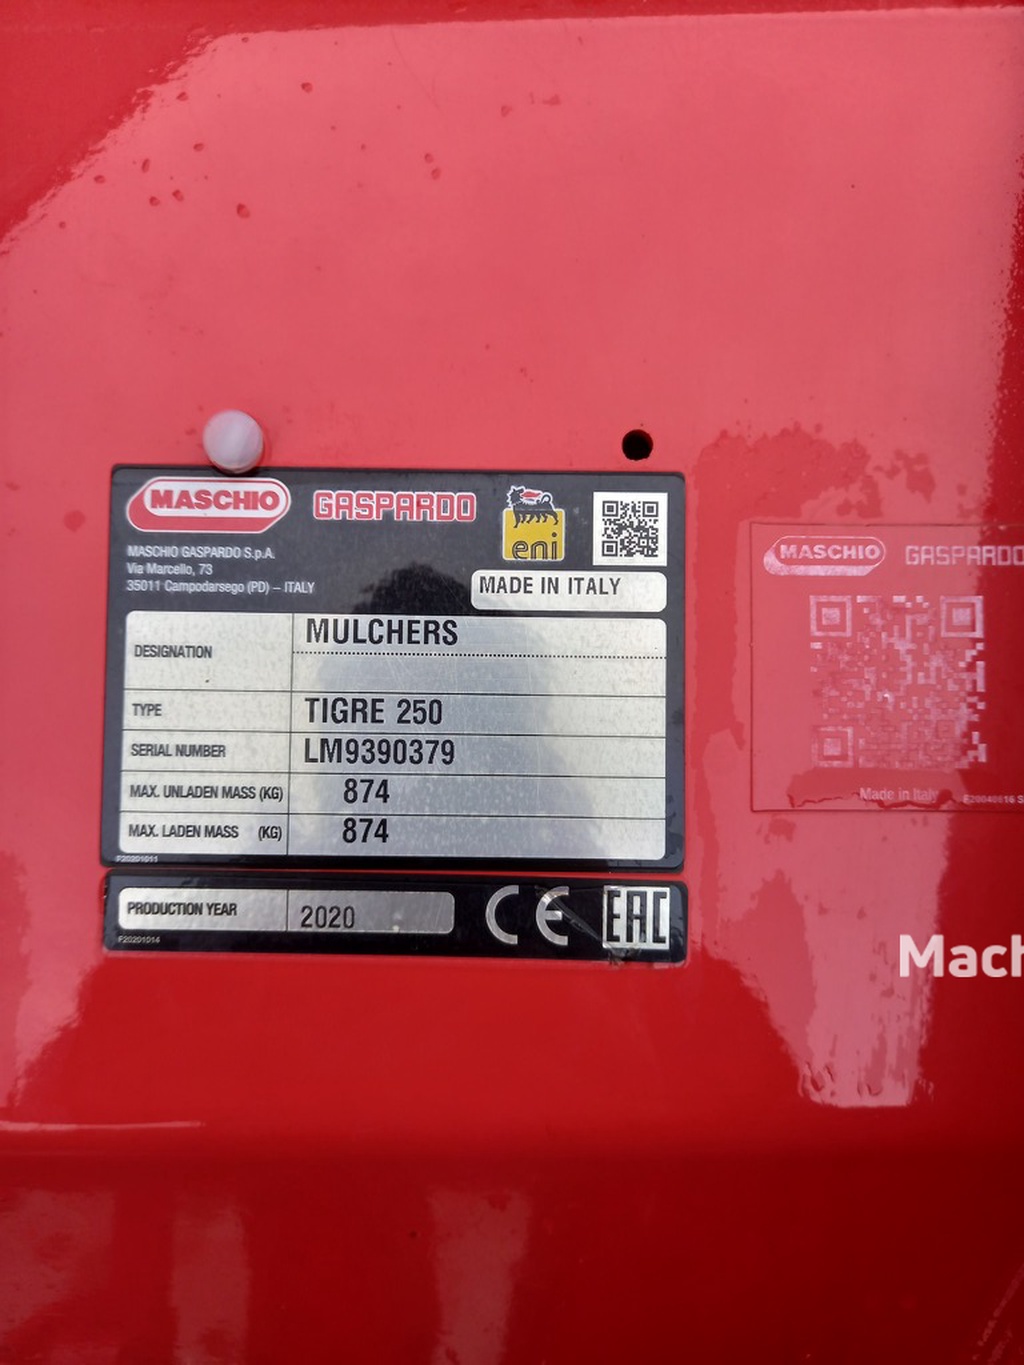 MASCHIO GASPARDO
eni
MASCHIO GASPARDO S.p.A.
Via Marcello, 73
35011 Campodarsego (PD) – ITALY
MADE IN ITALY
DESIGNATION MULCHERS
TYPE TIGRE 250
SERIAL NUMBER LM9390379
MAX. UNLADEN MASS (KG) 874
MAX. LADEN MASS (KG) 874
F20201011
PRODUCTION YEAR 2020
CE EAC
F20201014
MASCHIO GASPARDO
Made in Italy
Mach